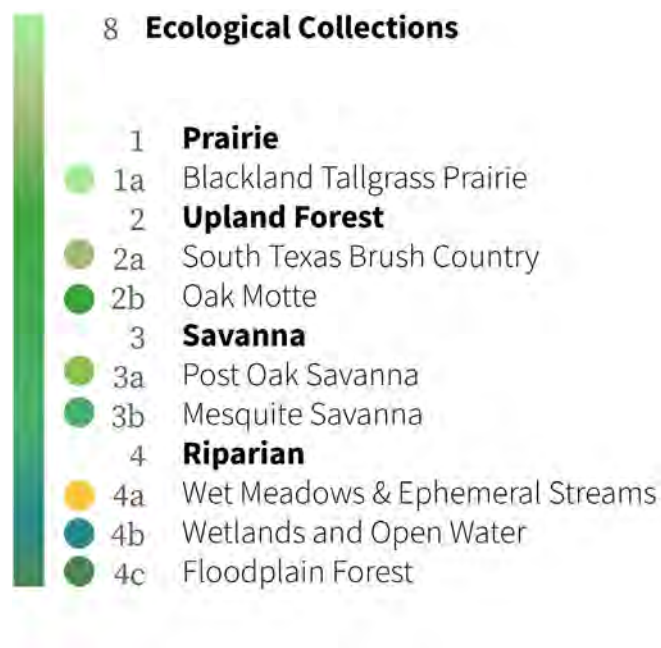 8 Ecological Collections
1 Prairie
1a Blackland Tallgrass Prairie
2 Upland Forest
2a South Texas Brush Country
2b Oak Motte
3 Savanna
3a Post Oak Savanna
3b Mesquite Savanna
4 Riparian
4a Wet Meadows & Ephemeral Streams
4b Wetlands and Open Water
4c Floodplain Forest